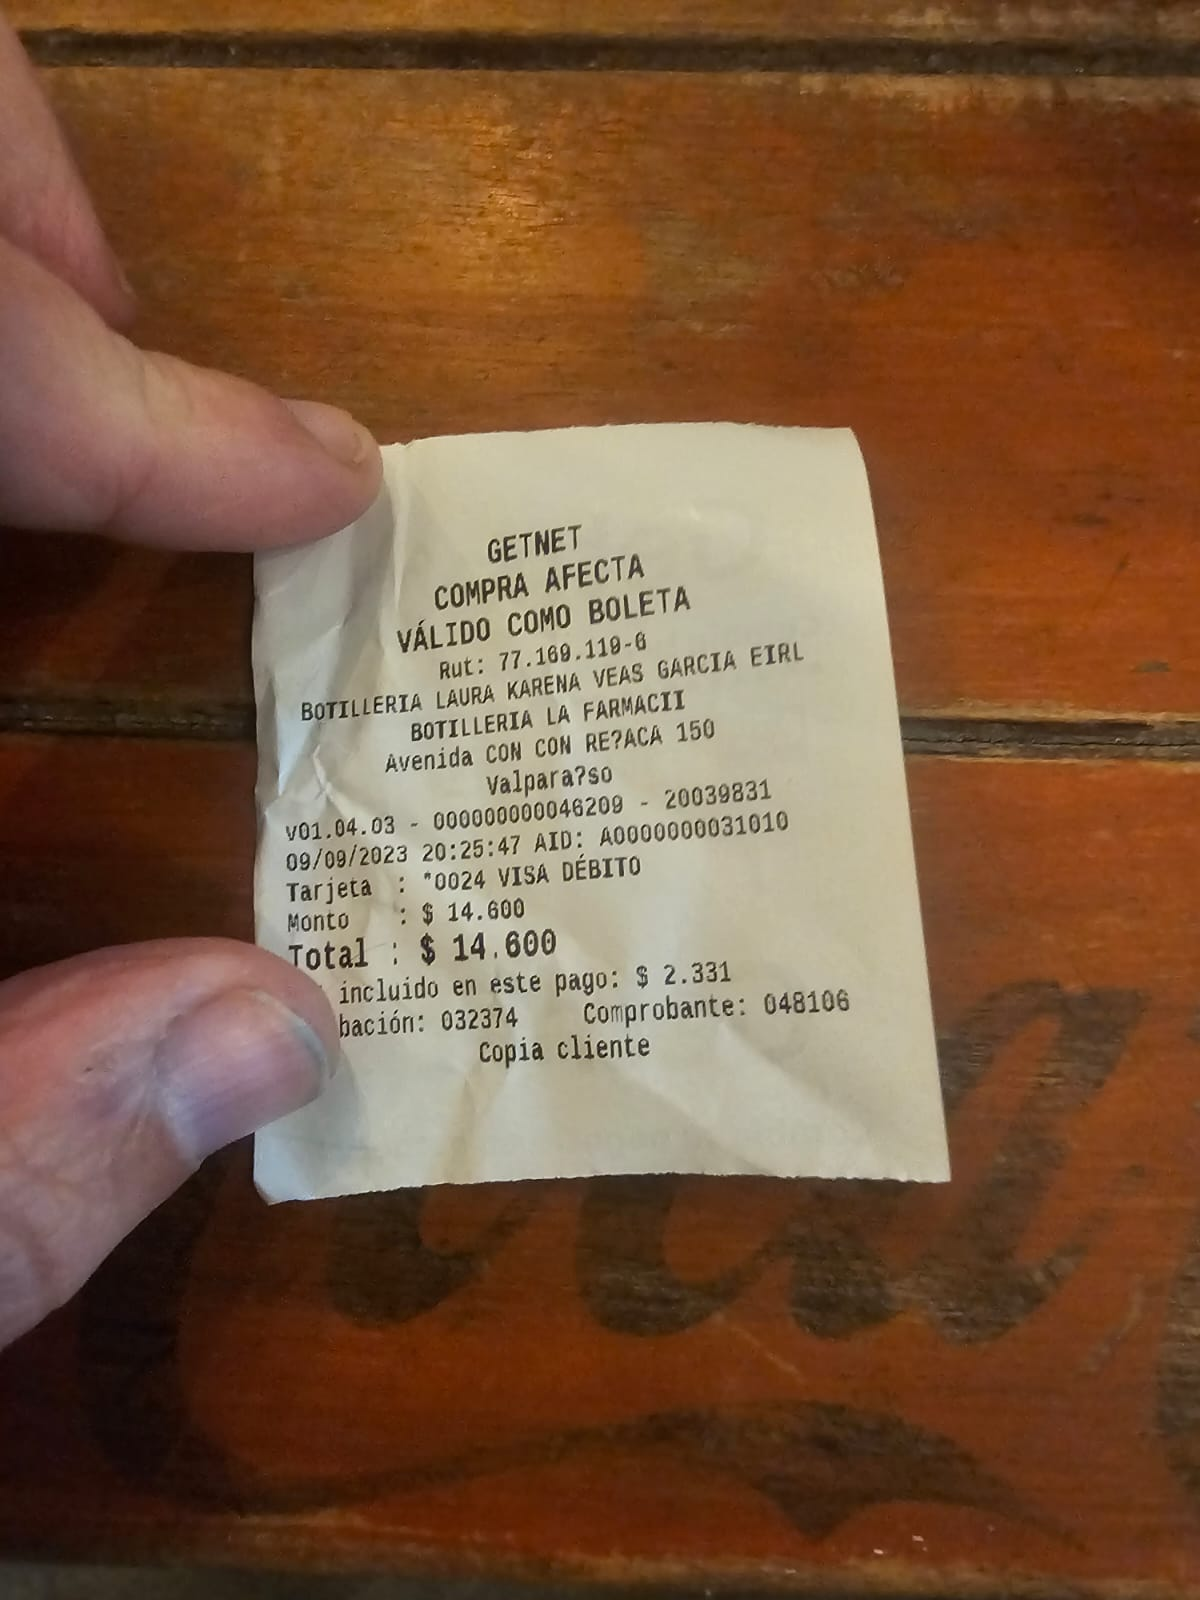 GETNET
COMPRA AFECTA
VÁLIDO COMO BOLETA
Rut: 77.169.119-6
BOTILLERIA LAURA KARENA VEAS GARCIA EIRL
BOTILLERIA LA FARMACII
Avenida CON CON RE?ACA 150
Valpara?so
v01.04.03 - 000000000046209 - 20039831
09/09/2023 20:25:47 AID: A0000000031010
Tarjeta : *0024 VISA DÉBITO
Monto : $ 14.600
Total : $ 14.600
incluido en este pago: $ 2.331
bación: 032374 Comprobante: 048106
Copia cliente